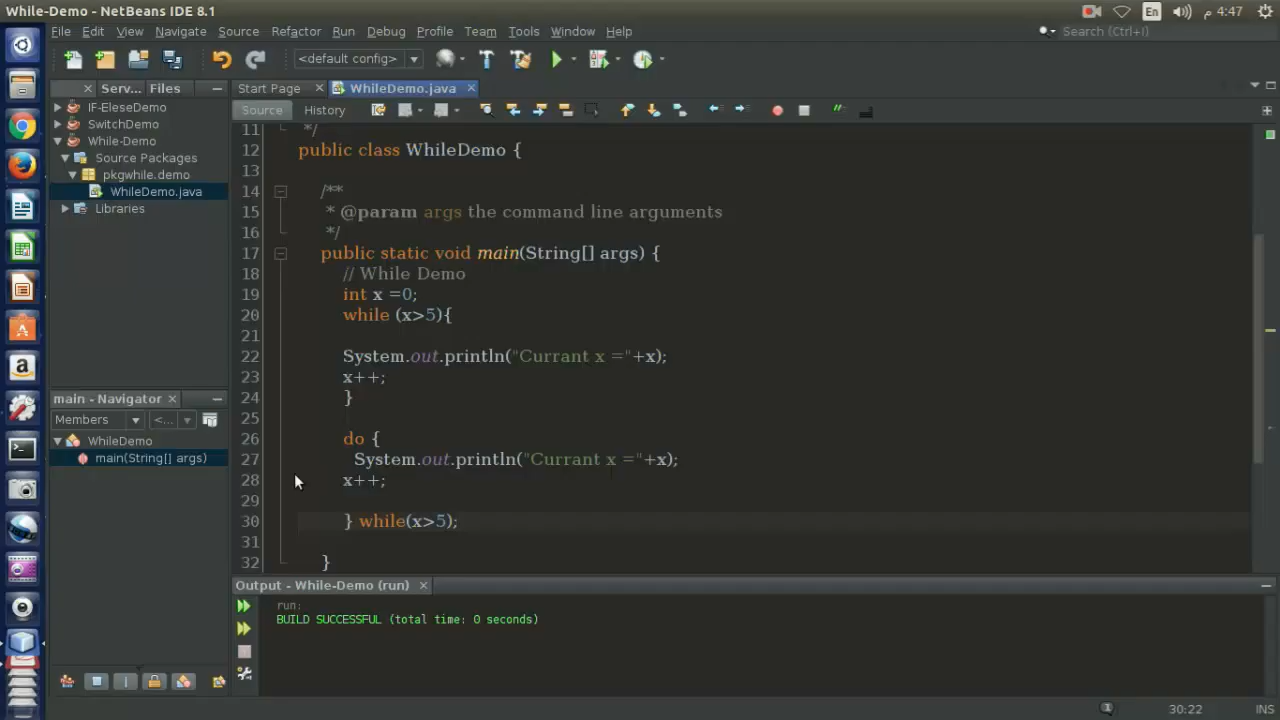 While-Demo - NetBeans IDE 8.1
En
4:47 م
File Edit View Navigate Source Refactor Run Debug Profile Team Tools Window Help
Search (Ctrl+I)
<default config>
Serv... Files
Start Page
WhileDemo.java
IF-EleseDemo
SwitchDemo
While-Demo
Source Packages
pkgwhile.demo
WhileDemo.java
Libraries
Source History
11 */
12 public class WhileDemo {
13
14 /**
15 * @param args the command line arguments
16 */
17 public static void main(String[] args) {
18 // While Demo
19 int x =0;
20 while (x>5){
21
22 System.out.println("Currant x ="+x);
23 x++;
24 }
25
26 do {
27 System.out.println("Currant x ="+x);
28 x++;
29
30 } while(x>5);
31
32 }
main - Navigator
Members
<...
WhileDemo
main(String[] args)
Output - While-Demo (run)
run:
BUILD SUCCESSFUL (total time: 0 seconds)
30:22 INS